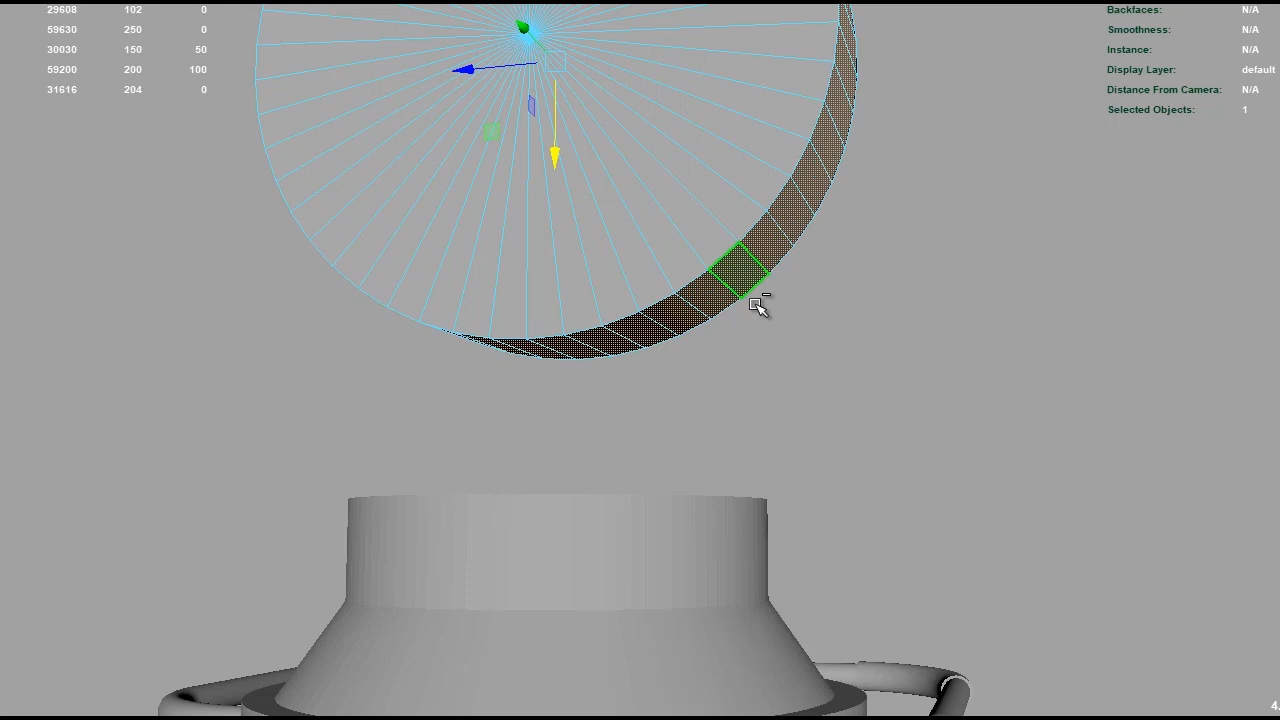 29608 102 0
59630 250 0
30030 150 50
59200 200 100
31616 204 0
Backfaces: N/A
Smoothness: N/A
Instance: N/A
Display Layer: default
Distance From Camera: N/A
Selected Objects: 1
4.